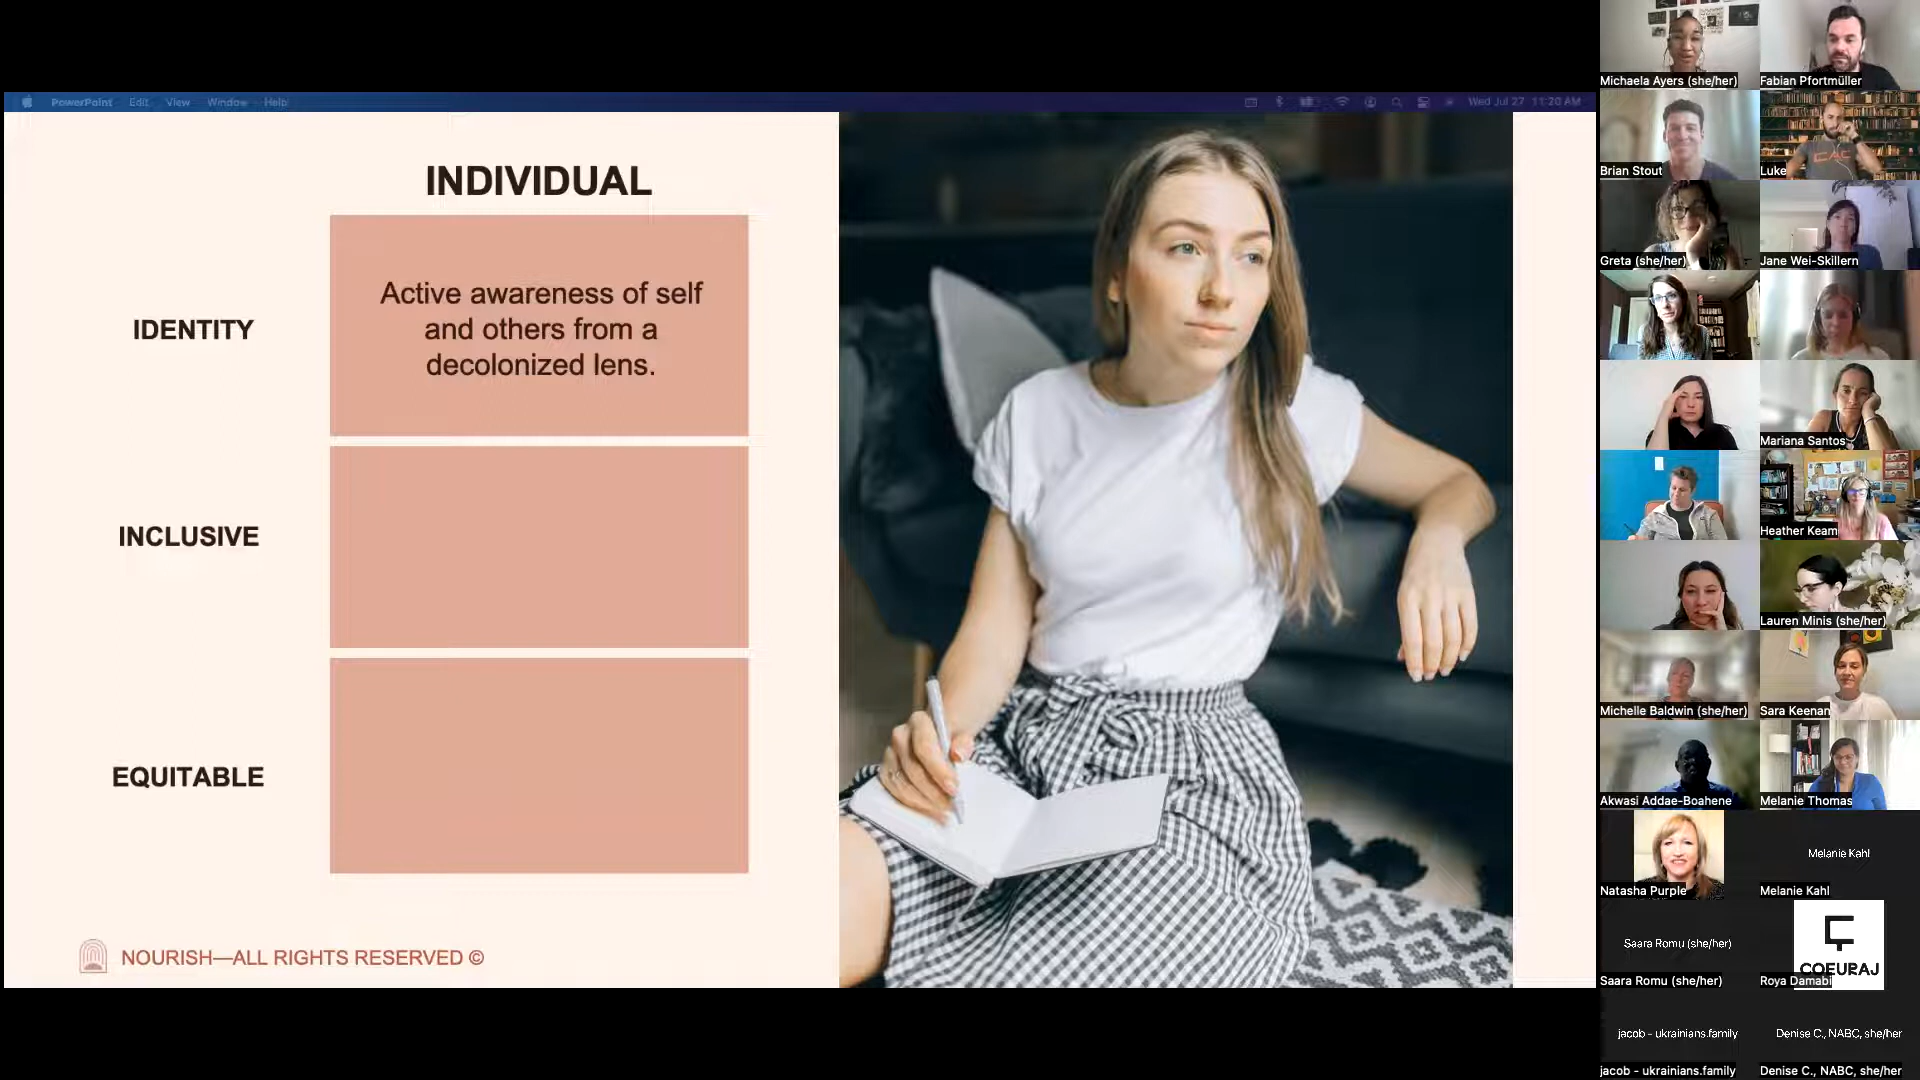 PowerPoint Edit View Window Help
Wed Jul 27 11:20 AM
INDIVIDUAL
IDENTITY
Active awareness of self
and others from a
decolonized lens.
INCLUSIVE
EQUITABLE
NOURISH—ALL RIGHTS RESERVED ©
Michaela Ayers (she/her)
Fabian Pfortmüller
Brian Stout
Luke
CAC
Greta (she/her)
Jane Wei-Skillern
Mariana Santos
Heather Keam
Lauren Minis (she/her)
Michelle Baldwin (she/her)
Sara Keenan
Akwasi Addae-Boahene
Melanie Thomas
Natasha Purple
Melanie Kahl
Melanie Kahl
Saara Romu (she/her)
Saara Romu (she/her)
COEURAJ
Roya Damabi
jacob - ukrainians.family
jacob - ukrainians.family
Denise C., NABC, she/her
Denise C., NABC, she/her